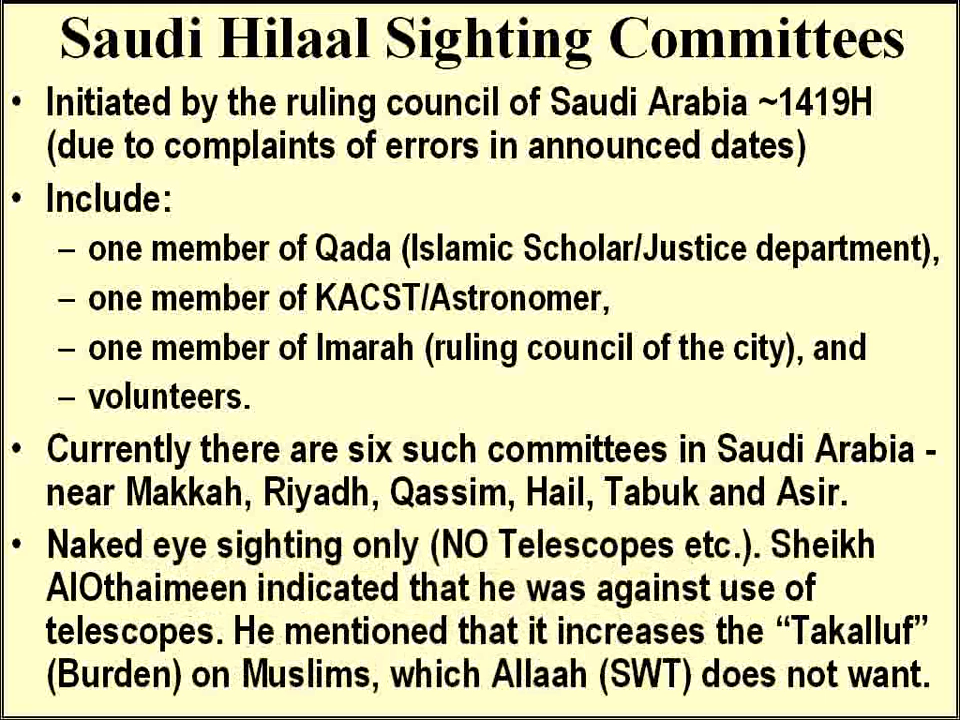 Saudi Hilaal Sighting Committees
• Initiated by the ruling council of Saudi Arabia ~1419H
(due to complaints of errors in announced dates)
• Include:
– one member of Qada (Islamic Scholar/Justice department),
– one member of KACST/Astronomer,
– one member of Imarah (ruling council of the city), and
– volunteers.
• Currently there are six such committees in Saudi Arabia -
near Makkah, Riyadh, Qassim, Hail, Tabuk and Asir.
• Naked eye sighting only (NO Telescopes etc.). Sheikh
AlOthaimeen indicated that he was against use of
telescopes. He mentioned that it increases the “Takalluf”
(Burden) on Muslims, which Allaah (SWT) does not want.